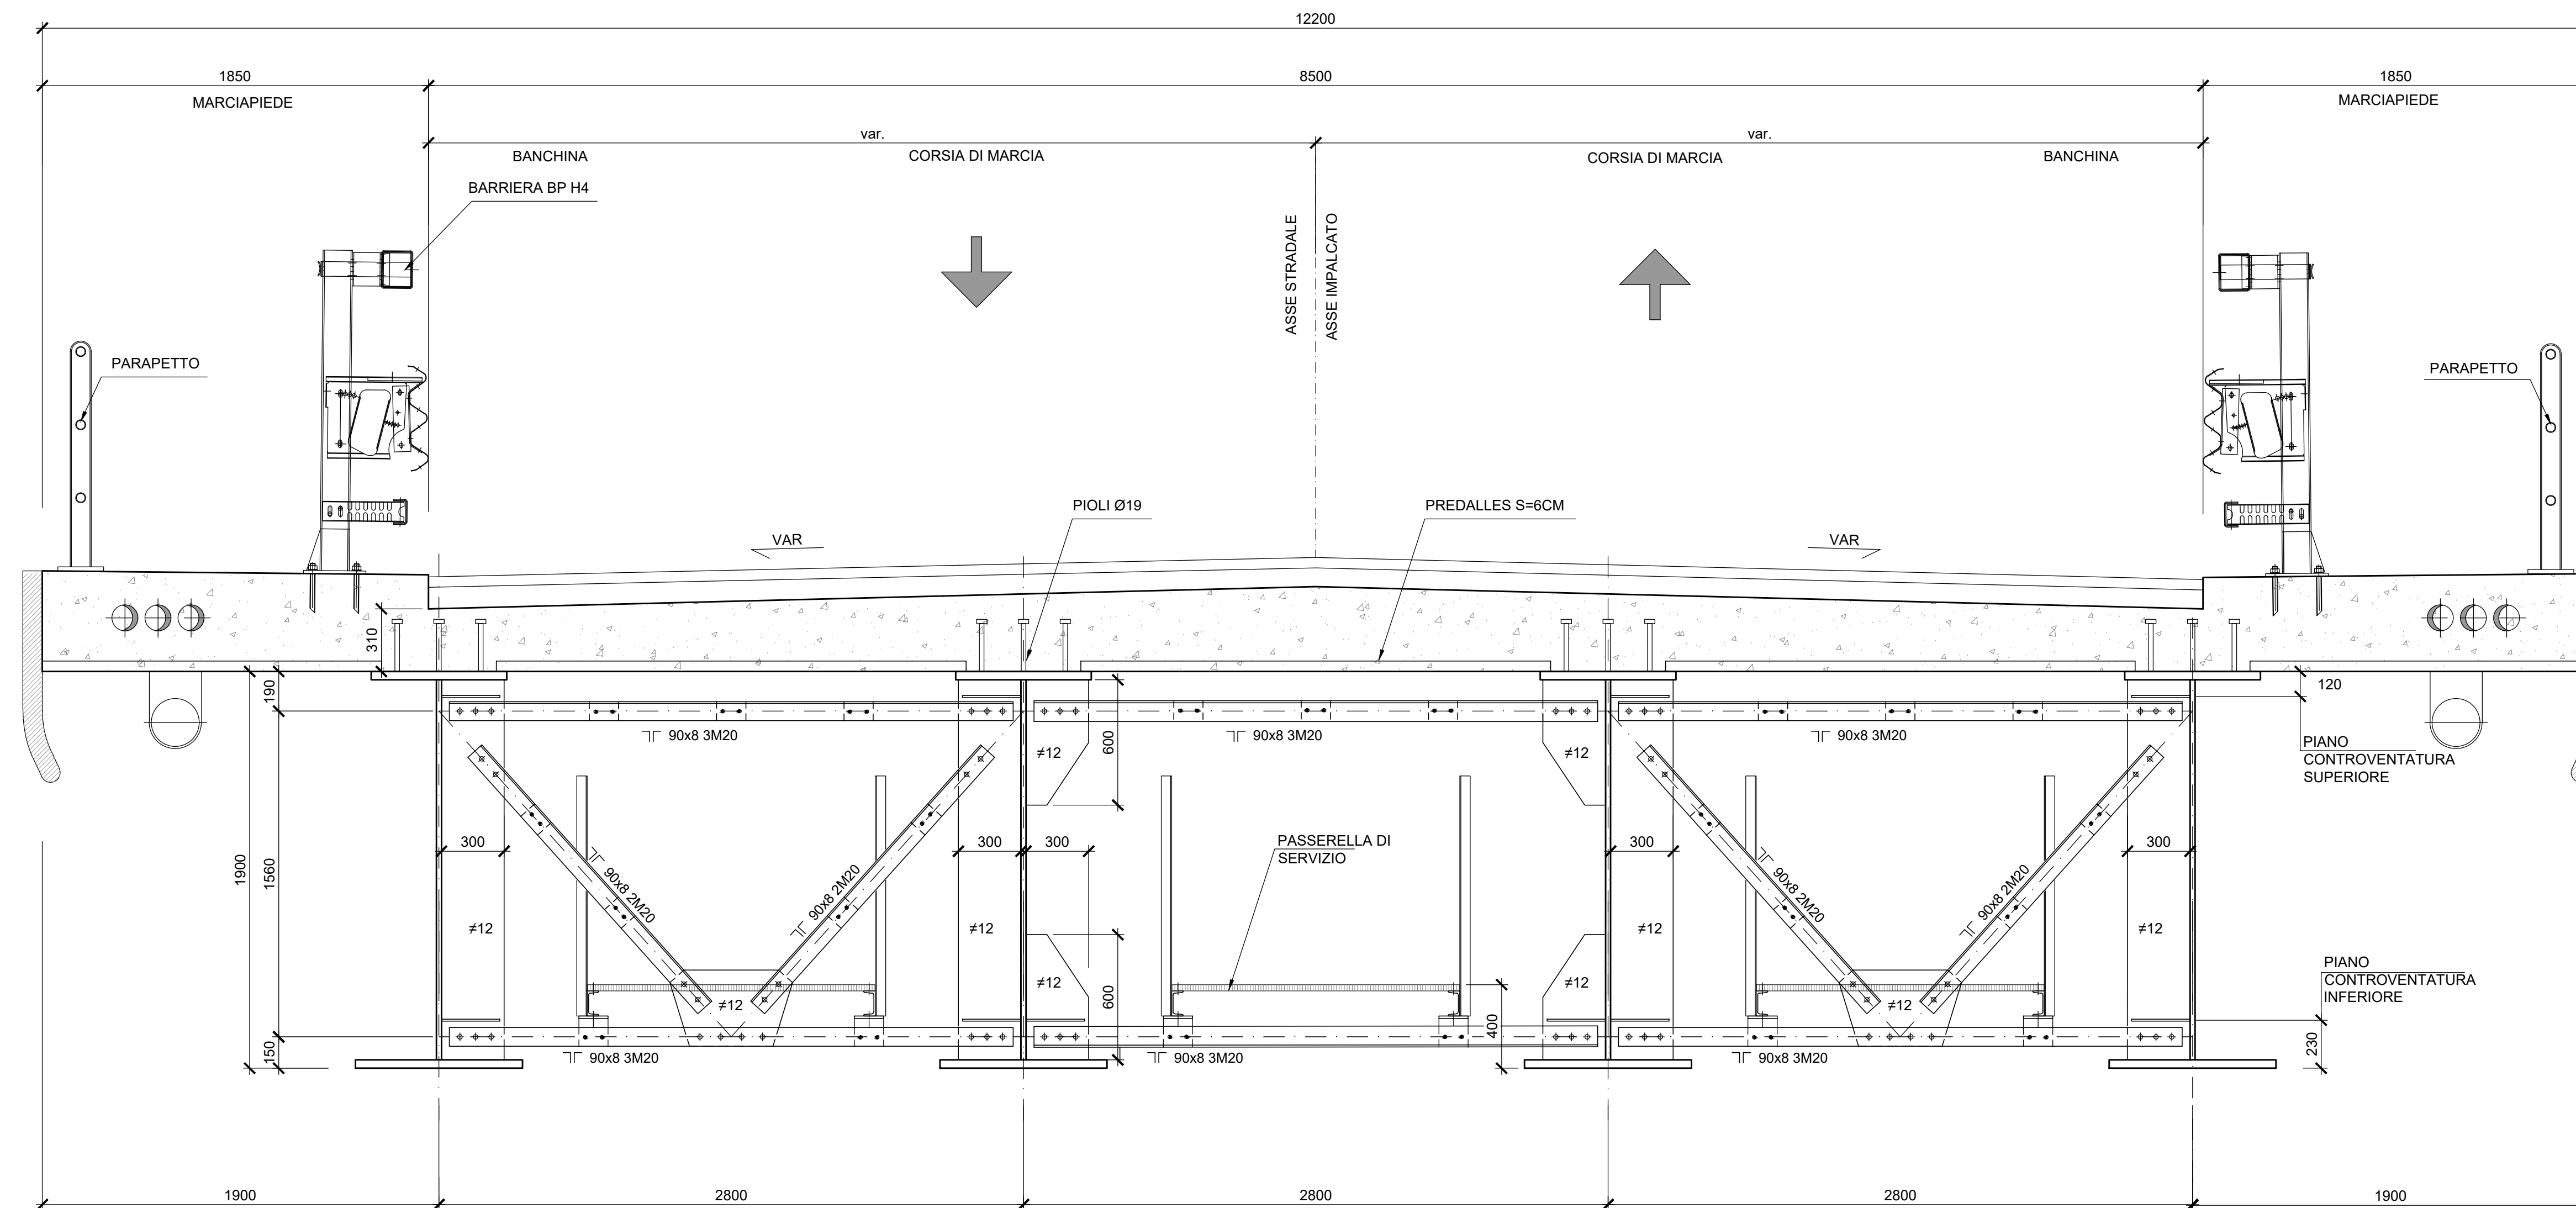 12200
1850
8500
1850
MARCIAPIEDE
MARCIAPIEDE
var.
var.
BANCHINA
CORSIA DI MARCIA
CORSIA DI MARCIA
BANCHINA
BARRIERA BP H4
ASSE STRADALE
ASSE IMPALCATO
PARAPETTO
PARAPETTO
PIOLI Ø19
PREDALLES S=6CM
VAR
VAR
310
190
120
90x8 3M20
90x8 3M20
90x8 3M20
≠12
600
≠12
PIANO
CONTROVENTATURA
SUPERIORE
1900
1560
300
300
300
PASSERELLA DI
SERVIZIO
300
300
90x8 2M20
90x8 2M20
90x8 2M20
90x8 2M20
≠12
≠12
≠12
≠12
PIANO
CONTROVENTATURA
INFERIORE
≠12
≠12
≠12
≠12
600
400
150
230
90x8 3M20
90x8 3M20
90x8 3M20
1900
2800
2800
2800
1900